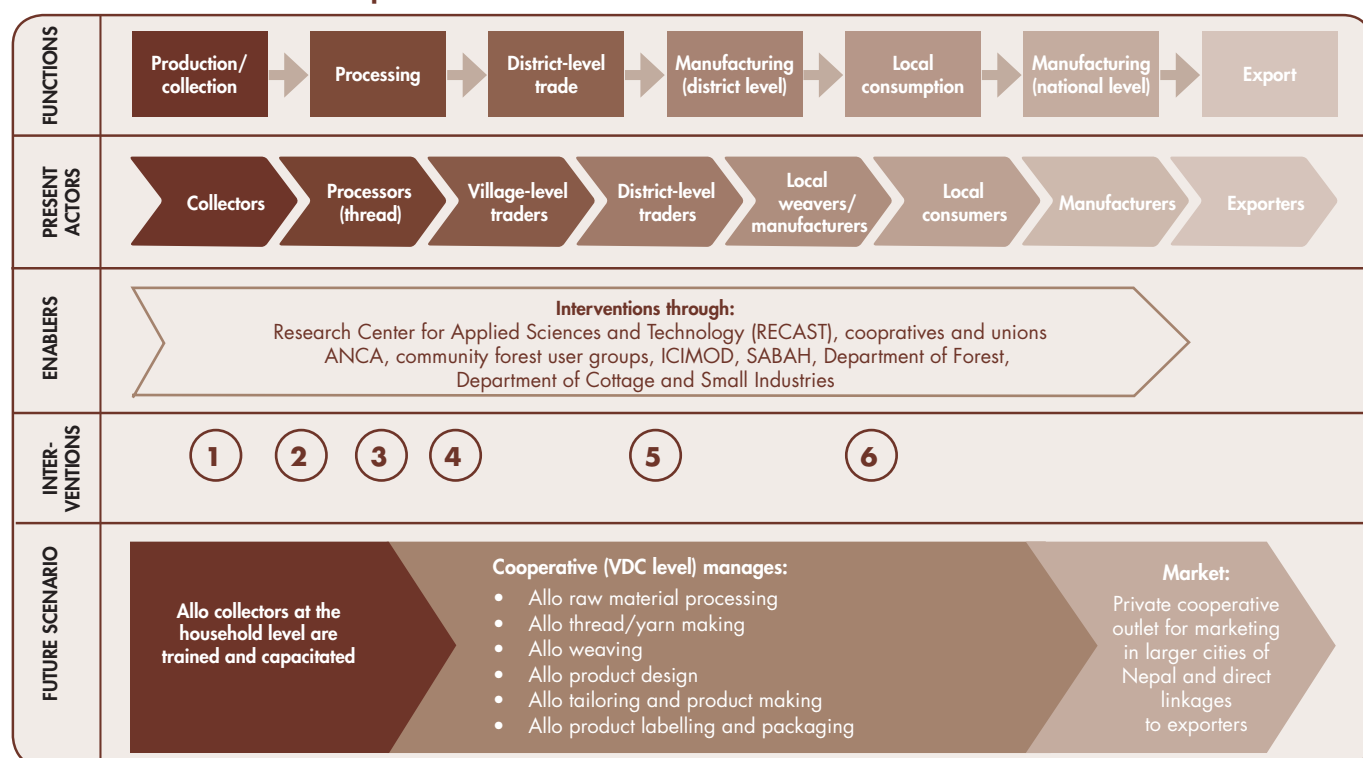 FUNCTIONS
Production/
collection
Processing
District-level
trade
Manufacturing
(district level)
Local
consumption
Manufacturing
(national level)
Export
PRESENT
ACTORS
Collectors
Processors
(thread)
Village-level
traders
District-level
traders
Local
weavers/
manufacturers
Local
consumers
Manufacturers
Exporters
ENABLERS
Interventions through:
Research Center for Applied Sciences and Technology (RECAST), coopratives and unions
ANCA, community forest user groups, ICIMOD, SABAH, Department of Forest,
Department of Cottage and Small Industries
INTER-
VENTIONS
1
2
3
4
5
6
FUTURE SCENARIO
Allo collectors at the
household level are
trained and capacitated
Cooperative (VDC level) manages:
• Allo raw material processing
• Allo thread/yarn making
• Allo weaving
• Allo product design
• Allo tailoring and product making
• Allo product labelling and packaging
Market:
Private cooperative
outlet for marketing
in larger cities of
Nepal and direct
linkages
to exporters